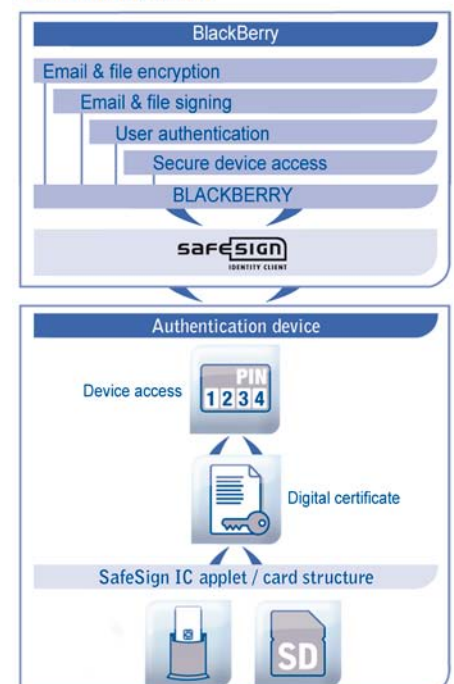 BlackBerry
Email & file encryption
Email & file signing
User authentication
Secure device access
BLACKBERRY
safesign
IDENTITY CLIENT
Authentication device
Device access
PIN
1234
Digital certificate
SafeSign IC applet / card structure
SD